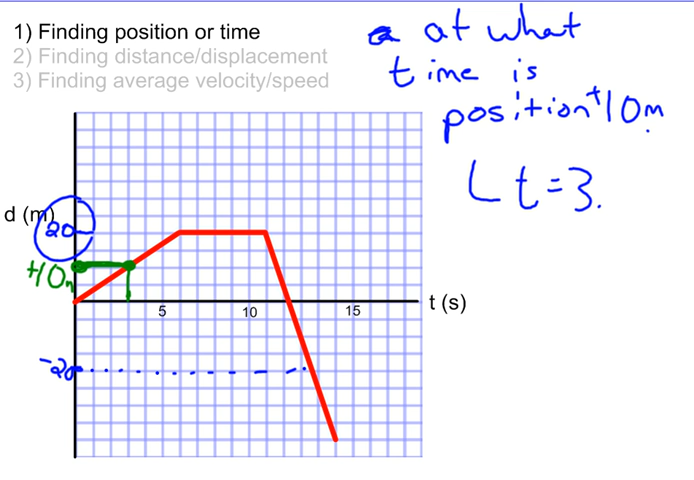 1) Finding position or time
2) Finding distance/displacement
3) Finding average velocity/speed
a at what
time is
position +10m
t=3.
d (m)
20
+10m
5
10
15
t (s)
-20